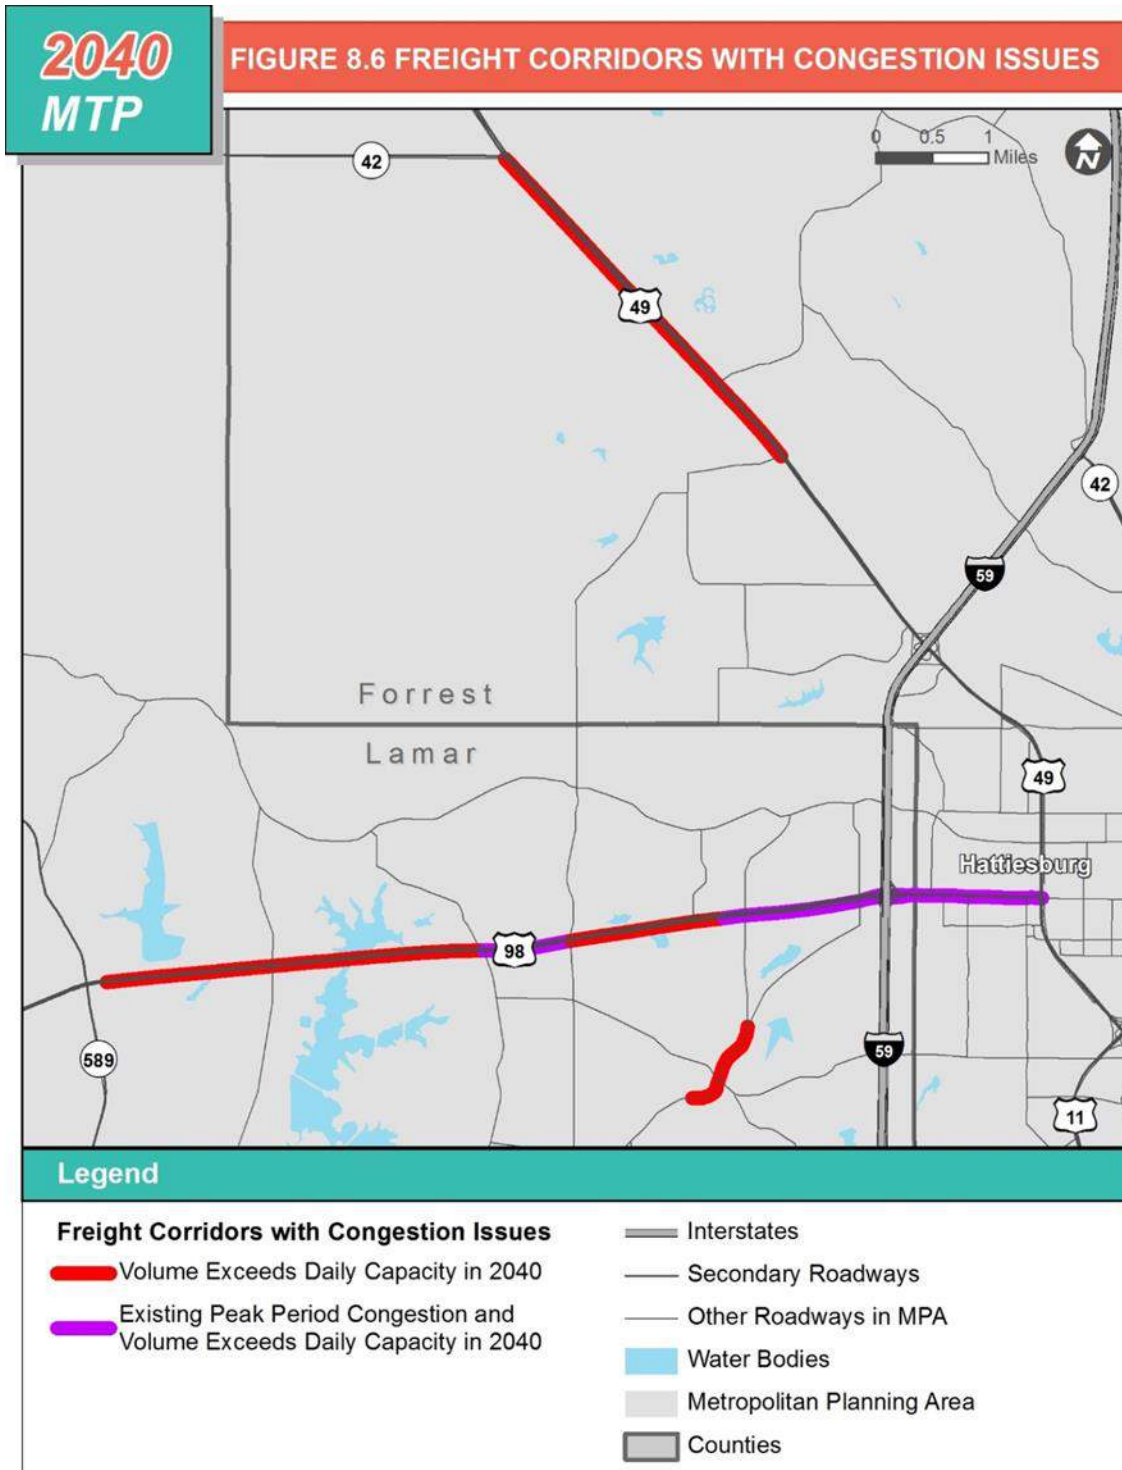 2040
MTP
FIGURE 8.6 FREIGHT CORRIDORS WITH CONGESTION ISSUES
0 0.5 1
Miles
N
42
49
42
59
Forrest
Lamar
49
Hattiesburg
98
589
59
11
Legend
Freight Corridors with Congestion Issues
Volume Exceeds Daily Capacity in 2040
Existing Peak Period Congestion and
Volume Exceeds Daily Capacity in 2040
Interstates
Secondary Roadways
Other Roadways in MPA
Water Bodies
Metropolitan Planning Area
Counties